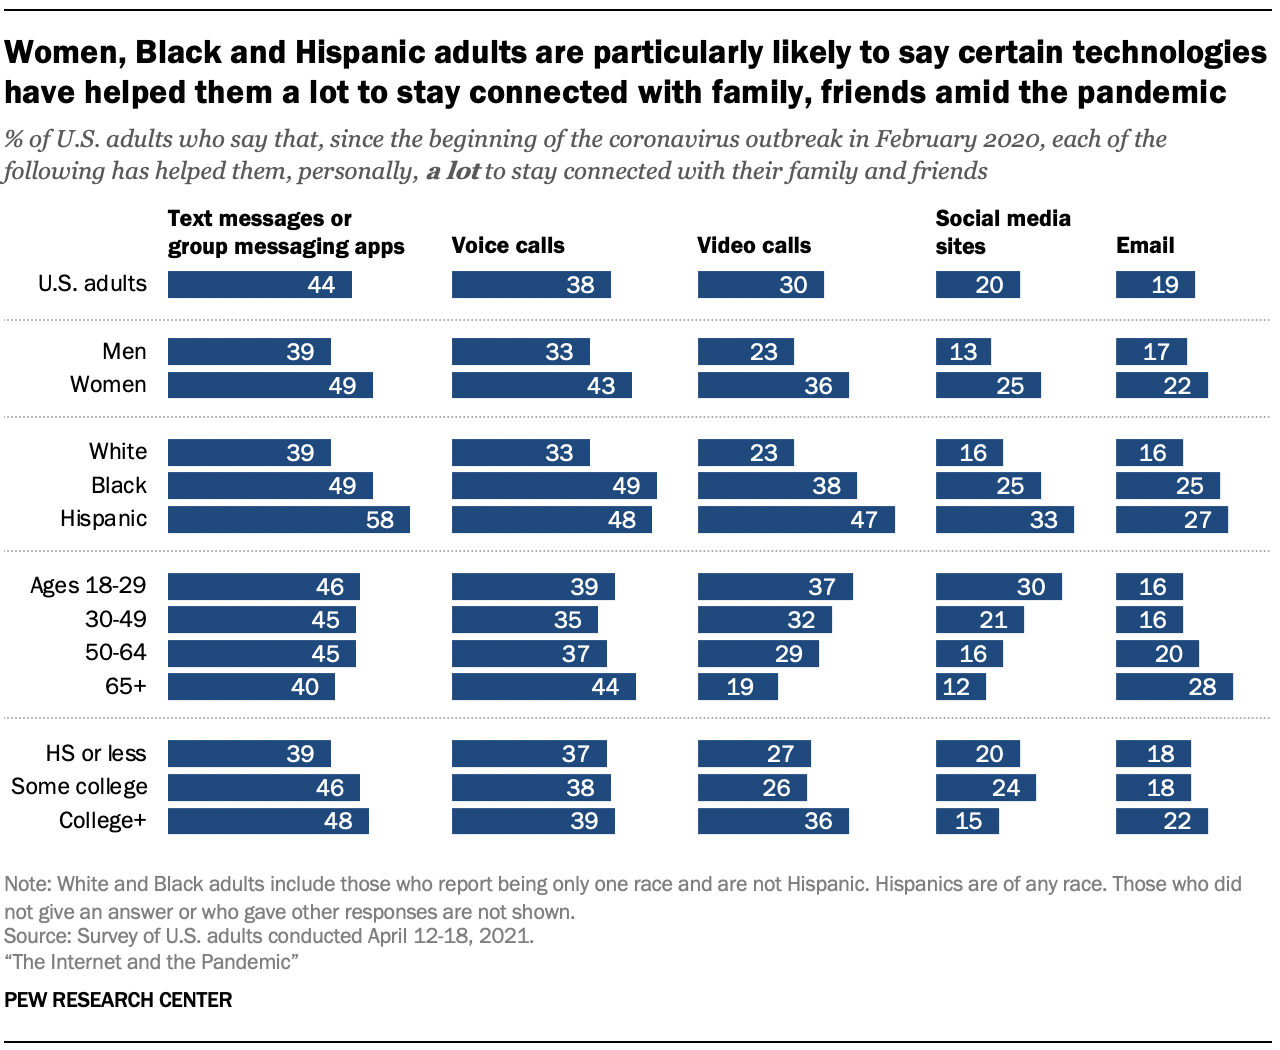 Women, Black and Hispanic adults are particularly likely to say certain technologies
have helped them a lot to stay connected with family, friends amid the pandemic
% of U.S. adults who say that, since the beginning of the coronavirus outbreak in February 2020, each of the
following has helped them, personally, a lot to stay connected with their family and friends
Text messages or
group messaging apps Voice calls Video calls Social media
sites Email
U.S. adults 44 38 30 20 19
Men 39 33 23 13 17
Women 49 43 36 25 22
White 39 33 23 16 16
Black 49 49 38 25 25
Hispanic 58 48 47 33 27
Ages 18-29 46 39 37 30 16
30-49 45 35 32 21 16
50-64 45 37 29 16 20
65+ 40 44 19 12 28
HS or less 39 37 27 20 18
Some college 46 38 26 24 18
College+ 48 39 36 15 22
Note: White and Black adults include those who report being only one race and are not Hispanic. Hispanics are of any race. Those who did
not give an answer or who gave other responses are not shown.
Source: Survey of U.S. adults conducted April 12-18, 2021.
“The Internet and the Pandemic”
PEW RESEARCH CENTER